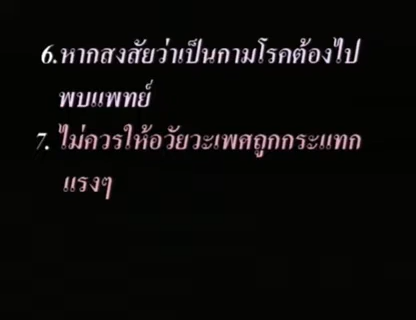 6.หากสงสัยว่าเป็นกามโรคต้องไป
พบแพทย์
7. ไม่ควรให้อวัยวะเพศถูกกระแทก
แรงๆ